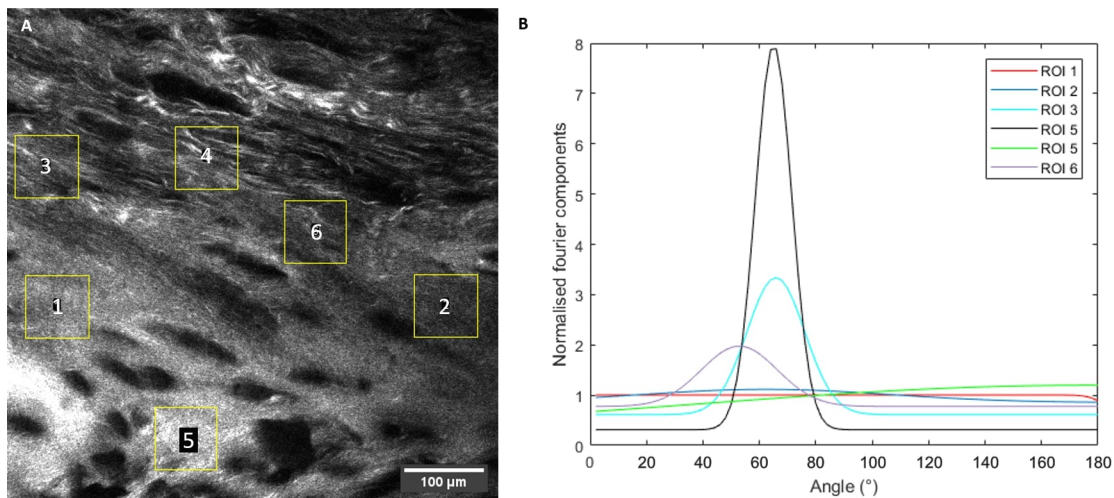 A
3
4
6
1
2
5
100 µm
B
Normalised fourier components
8
7
6
5
4
3
2
1
0
0 20 40 60 80 100 120 140 160 180
Angle (°)
ROI 1
ROI 2
ROI 3
ROI 5
ROI 5
ROI 6